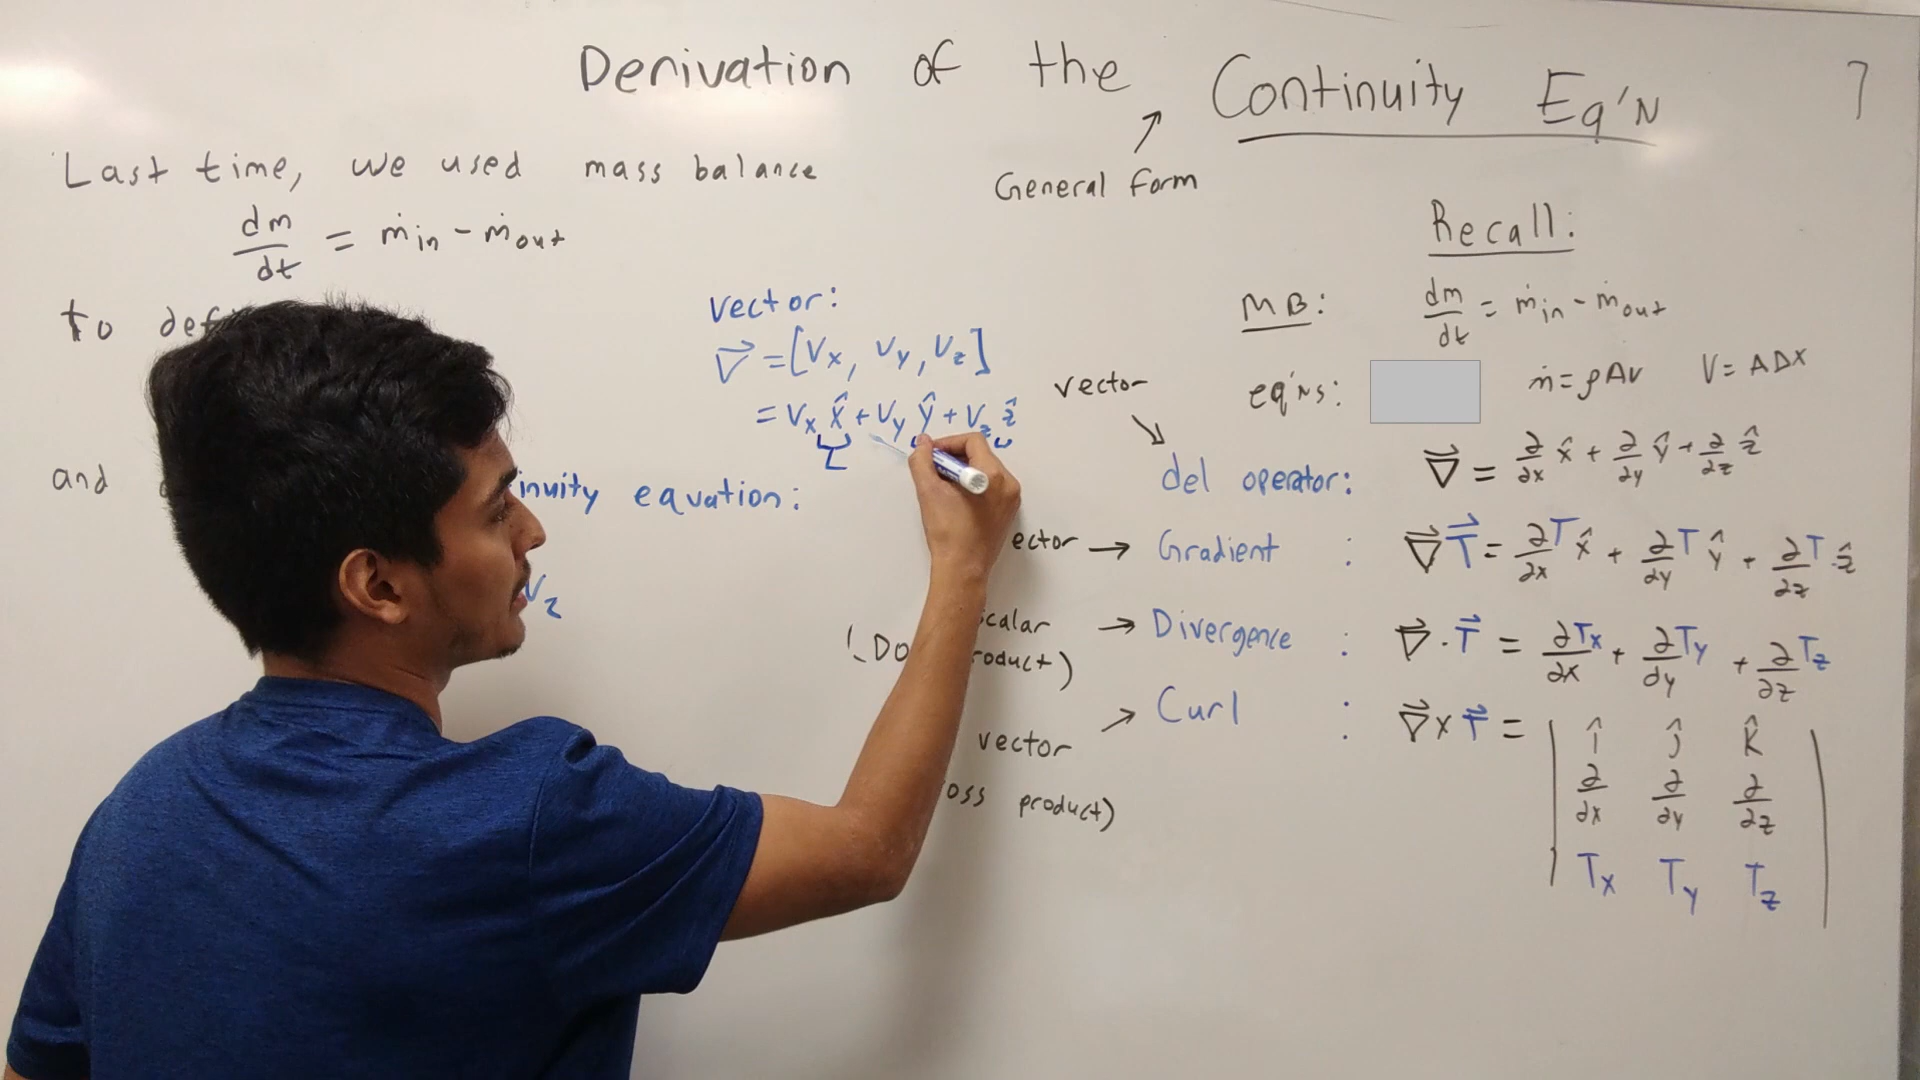 Derivation of the Continuity Eq'N
General form
Last time, we used mass balance
dm/dt = ṁin - ṁout
to
and
inuity equation:
Vz
vector:
V⃗ = [Vx, Vy, Vz]
= Vx x̂ + Vy ŷ + Vz ẑ
Recall:
MB: dm/dt = ṁin - ṁout
eq'ns: ṁ = ρAv V = AΔX
vector
del operator: ∇⃗ = ∂/∂x x̂ + ∂/∂y ŷ + ∂/∂z ẑ
ector → Gradient : ∇⃗T⃗ = ∂T/∂x x̂ + ∂T/∂y ŷ + ∂T/∂z ẑ
calar → Divergence : ∇⃗ · T⃗ = ∂Tx/∂x + ∂Ty/∂y + ∂Tz/∂z
(Do roduct)
vector → Curl : ∇⃗ x T⃗ = | î ĵ k̂ |
∂/∂x ∂/∂y ∂/∂z
Tx Ty Tz
oss product)